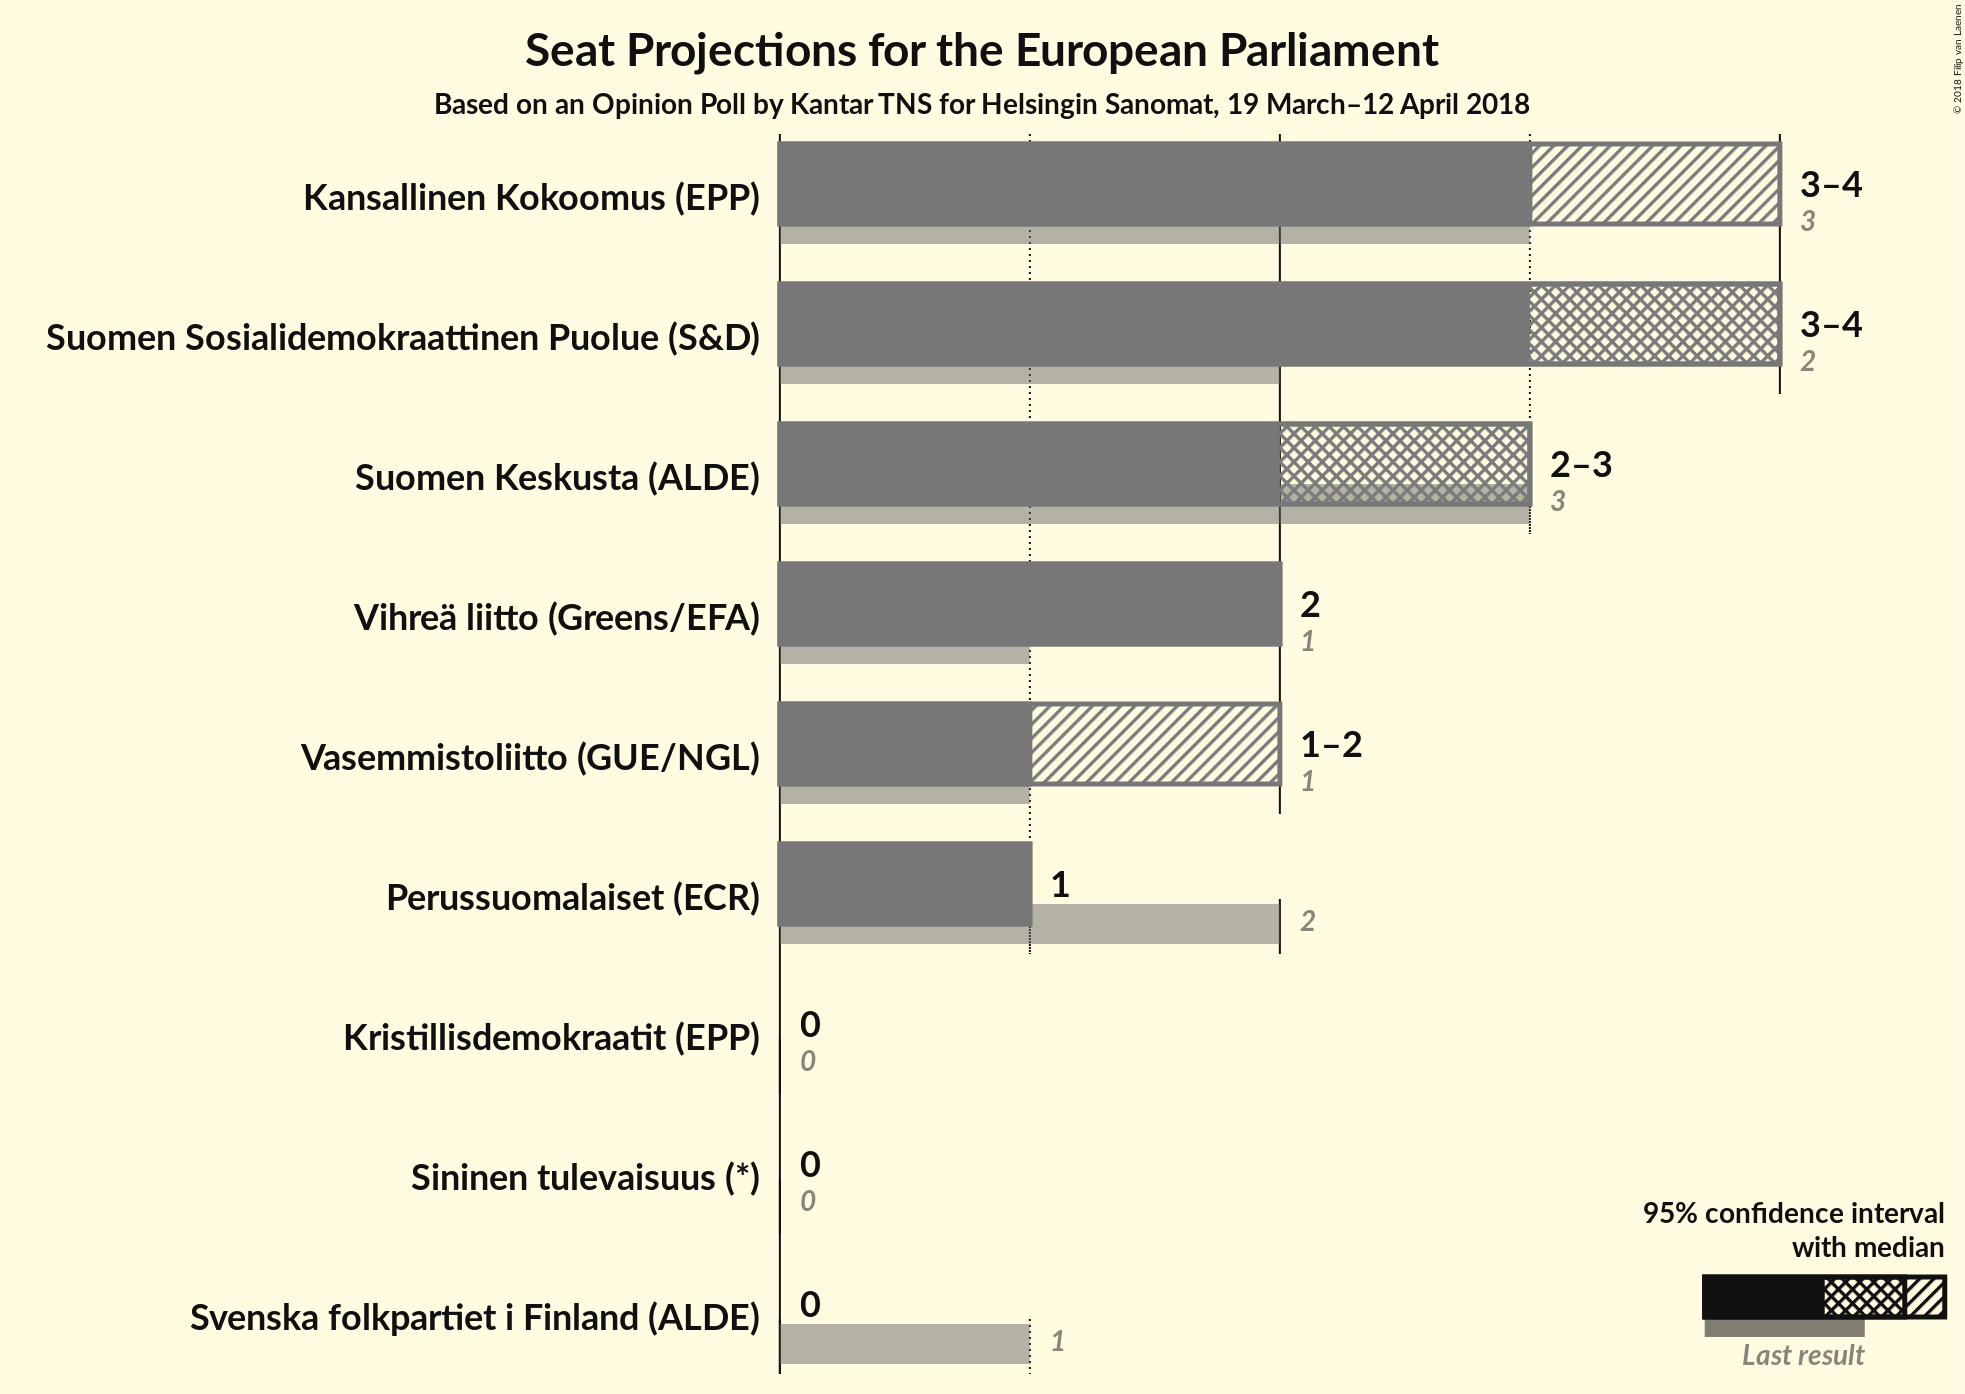 Seat Projections for the European Parliament
Based on an Opinion Poll by Kantar TNS for Helsingin Sanomat, 19 March–12 April 2018
© 2018 Filip van Laenen
Kansallinen Kokoomus (EPP)
3–4
3
Suomen Sosialidemokraattinen Puolue (S&D)
3–4
2
Suomen Keskusta (ALDE)
2–3
3
Vihreä liitto (Greens/EFA)
2
1
Vasemmistoliitto (GUE/NGL)
1–2
1
Perussuomalaiset (ECR)
1
2
Kristillisdemokraatit (EPP)
0
0
Sininen tulevaisuus (*)
0
0
Svenska folkpartiet i Finland (ALDE)
0
1
95% confidence interval
with median
Last result